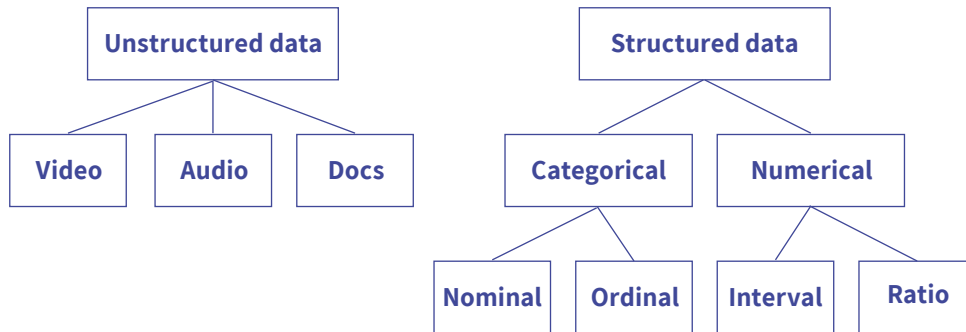 Unstructured data
Structured data
Video
Audio
Docs
Categorical
Numerical
Nominal
Ordinal
Interval
Ratio